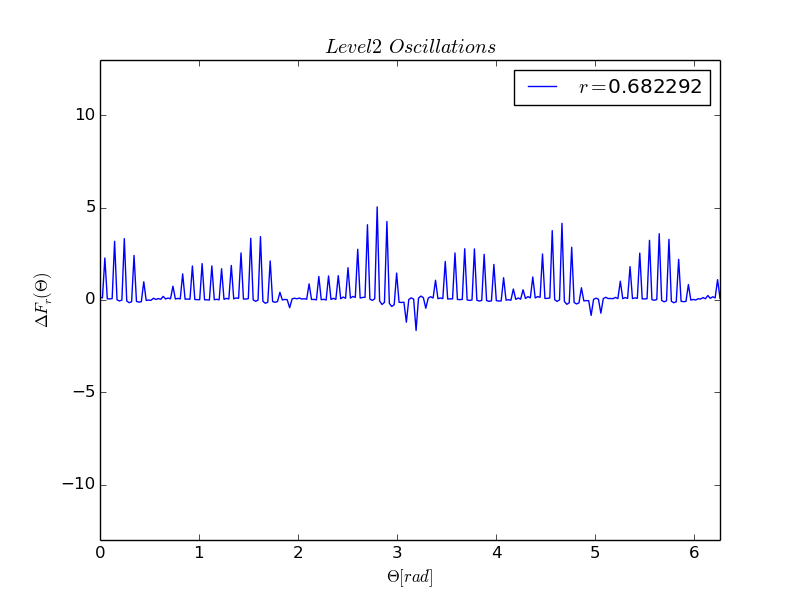 Level2 Oscillations
r=0.682292
10
5
0
−5
−10
ΔF_r(Θ)
0 1 2 3 4 5 6
Θ[rad]